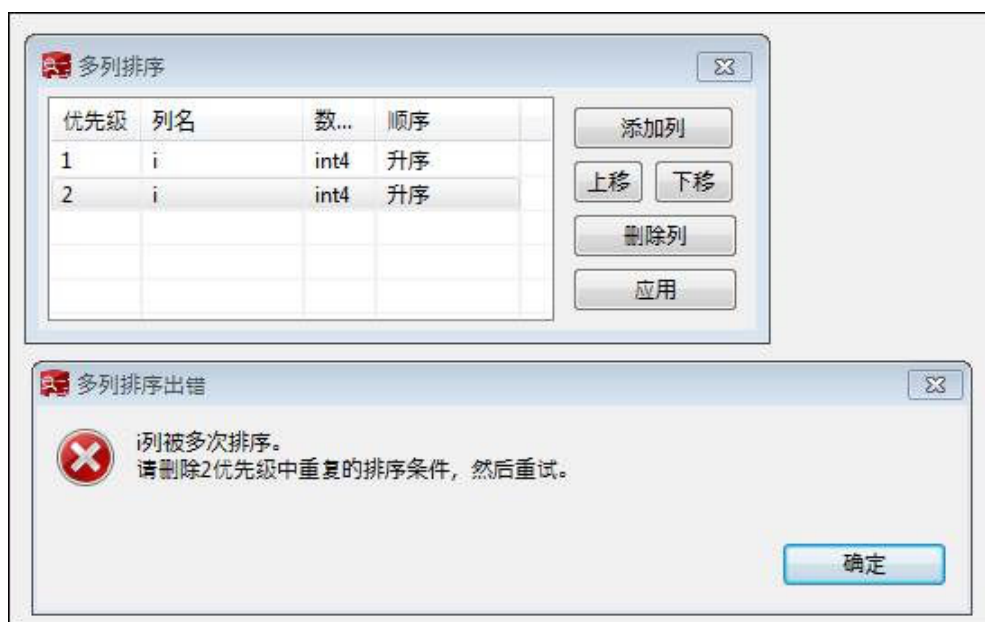 多列排序
优先级 列名 数... 顺序
1 i int4 升序
2 i int4 升序
添加列
上移 下移
删除列
应用
多列排序出错
i列被多次排序。
请删除2优先级中重复的排序条件，然后重试。
确定